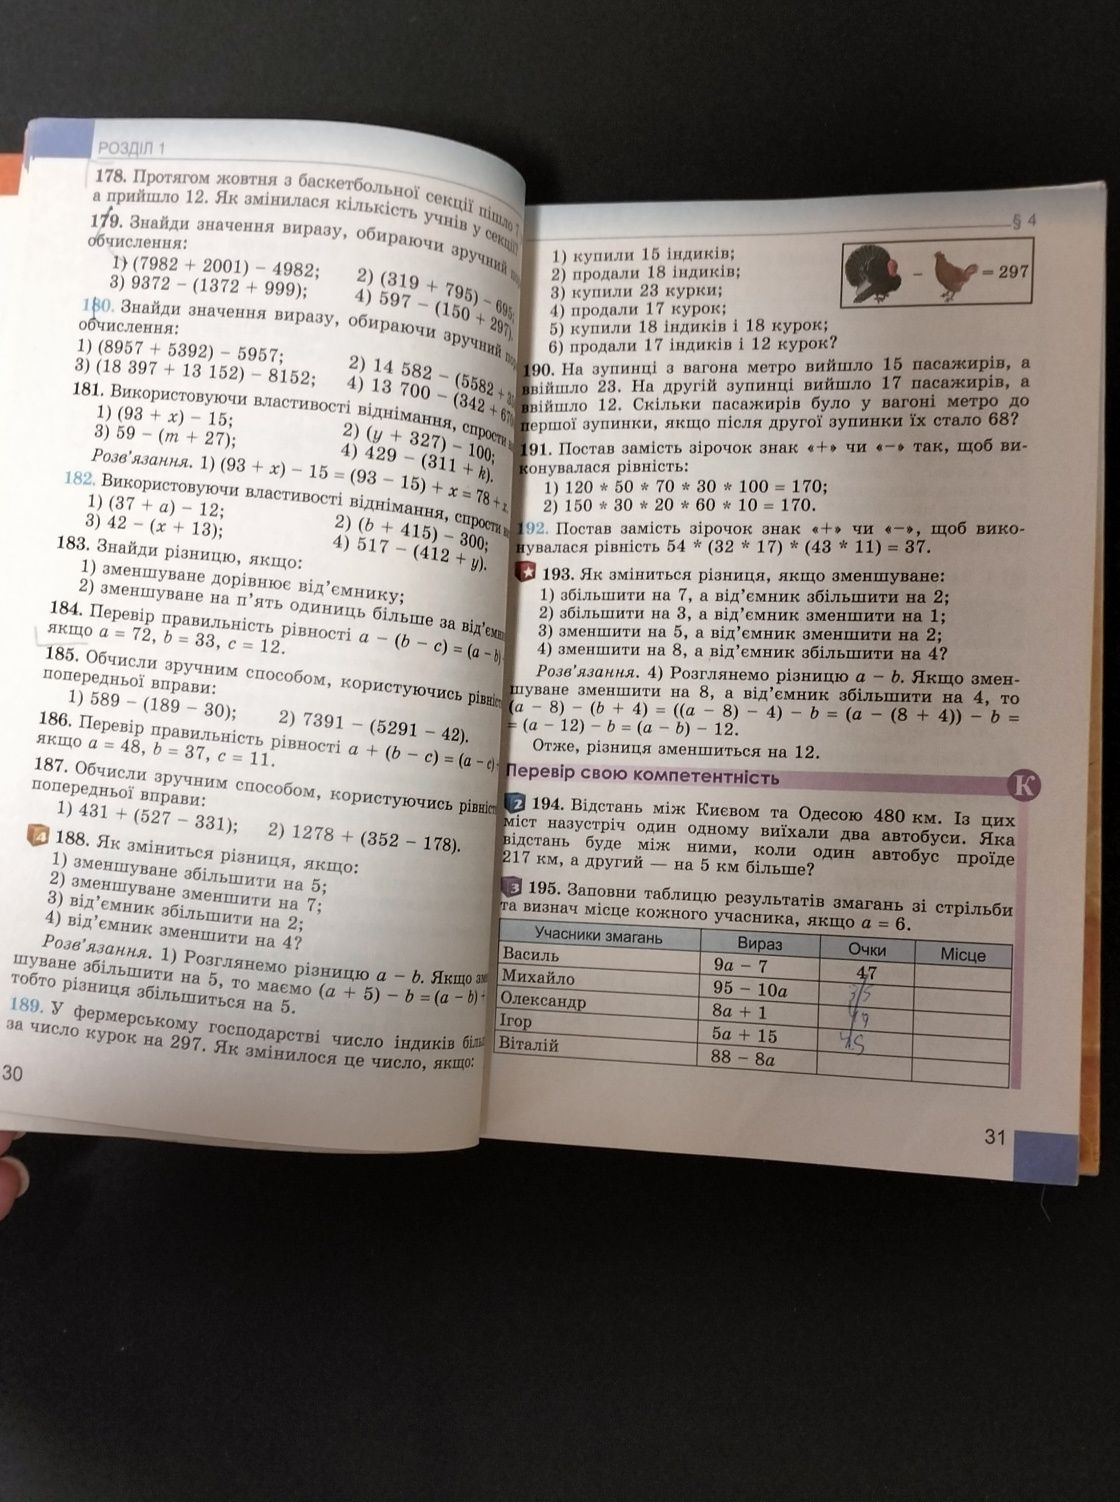 РОЗДІЛ 1
178. Протягом жовтня з баскетбольної секції пішло 7
а прийшло 12. Як змінилася кількість учнів у секції
179. Знайди значення виразу, обираючи зручний
обчислення:
1) (7982 + 2001) – 4982; 2) (319 + 795) – 695;
3) 9372 – (1372 + 999); 4) 597 – (150 + 297).
180. Знайди значення виразу, обираючи зручний
обчислення:
1) (8957 + 5392) – 5957; 2) 14 582 – (5582 +
3) (18 397 + 13 152) – 8152; 4) 13 700 – (342 +
181. Використовуючи властивості віднімання, спрости
1) (93 + x) – 15; 2) (y + 327) – 100;
3) 59 – (m + 27); 4) 429 – (311 + k).
Розв'язання. 1) (93 + x) – 15 = (93 – 15) + x = 78 + x.
182. Використовуючи властивості віднімання, спрости
1) (37 + a) – 12; 2) (b + 415) – 300;
3) 42 – (x + 13); 4) 517 – (412 + y).
183. Знайди різницю, якщо:
1) зменшуване дорівнює від'ємнику;
2) зменшуване на п'ять одиниць більше за
184. Перевір правильність рівності a – (b – c) = (a – b)
якщо a = 72, b = 33, c = 12.
185. Обчисли зручним способом, користуючись
попередньої вправи:
1) 589 – (189 – 30); 2) 7391 – (5291 – 42).
186. Перевір правильність рівності a + (b – c) = (a – c)
якщо a = 48, b = 37, c = 11.
187. Обчисли зручним способом, користуючись
попередньої вправи:
1) 431 + (527 – 331); 2) 1278 + (352 – 178).
4 188. Як зміниться різниця, якщо:
1) зменшуване збільшити на 5;
2) зменшуване зменшити на 7;
3) від'ємник збільшити на 2;
4) від'ємник зменшити на 4?
Розв'язання. 1) Розглянемо різницю a – b. Якщо
шуване збільшити на 5, то маємо (a + 5) – b = (a – b)
тобто різниця збільшиться на 5.
189. У фермерському господарстві число індиків
за число курок на 297. Як змінилося це число, якщо:
30
§ 4
1) купили 15 індиків;
2) продали 18 індиків;
3) купили 23 курки;
4) продали 17 курок;
5) купили 18 індиків і 18 курок;
6) продали 17 індиків і 12 курок?
– = 297
190. На зупинці з вагона метро вийшло 15 пасажирів, а
ввійшло 23. На другій зупинці вийшло 17 пасажирів, а
ввійшло 12. Скільки пасажирів було у вагоні метро до
першої зупинки, якщо після другої зупинки їх стало 68?
191. Постав замість зірочок знак «+» чи «–» так, щоб ви-
конувалася рівність:
1) 120 * 50 * 70 * 30 * 100 = 170;
2) 150 * 30 * 20 * 60 * 10 = 170.
192. Постав замість зірочок знак «+» чи «–», щоб вико-
нувалася рівність 54 * (32 * 17) * (43 * 11) = 37.
193. Як зміниться різниця, якщо зменшуване:
1) збільшити на 7, а від'ємник збільшити на 2;
2) збільшити на 3, а від'ємник зменшити на 1;
3) зменшити на 5, а від'ємник зменшити на 2;
4) зменшити на 8, а від'ємник збільшити на 4?
Розв'язання. 4) Розглянемо різницю a – b. Якщо змен-
шуване зменшити на 8, а від'ємник збільшити на 4, то
(a – 8) – (b + 4) = ((a – 8) – 4) – b = (a – (8 + 4)) – b =
= (a – 12) – b = (a – b) – 12.
Отже, різниця зменшиться на 12.
Перевір свою компетентність К
2 194. Відстань між Києвом та Одесою 480 км. Із цих
міст назустріч один одному виїхали два автобуси. Яка
відстань буде між ними, коли один автобус проїде
217 км, а другий — на 5 км більше?
3 195. Заповни таблицю результатів змагань зі стрільби
та визнач місце кожного учасника, якщо a = 6.
Учасники змагань Вираз Очки Місце
Василь 9a – 7 47
Михайло 95 – 10a 35
Олександр 8a + 1 49
Ігор 5a + 15 45
Віталій 88 – 8a
31